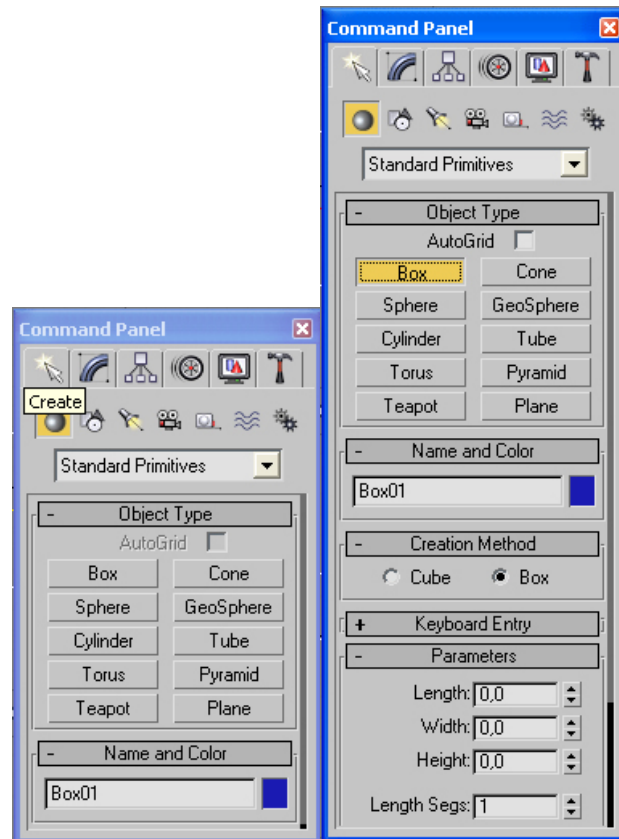 Command Panel
Create
Standard Primitives
- Object Type
AutoGrid
Box Cone
Sphere GeoSphere
Cylinder Tube
Torus Pyramid
Teapot Plane
- Name and Color
Box01
Command Panel
Standard Primitives
- Object Type
AutoGrid
Box Cone
Sphere GeoSphere
Cylinder Tube
Torus Pyramid
Teapot Plane
- Name and Color
Box01
- Creation Method
Cube Box
+ Keyboard Entry
- Parameters
Length: 0,0
Width: 0,0
Height: 0,0
Length Segs: 1